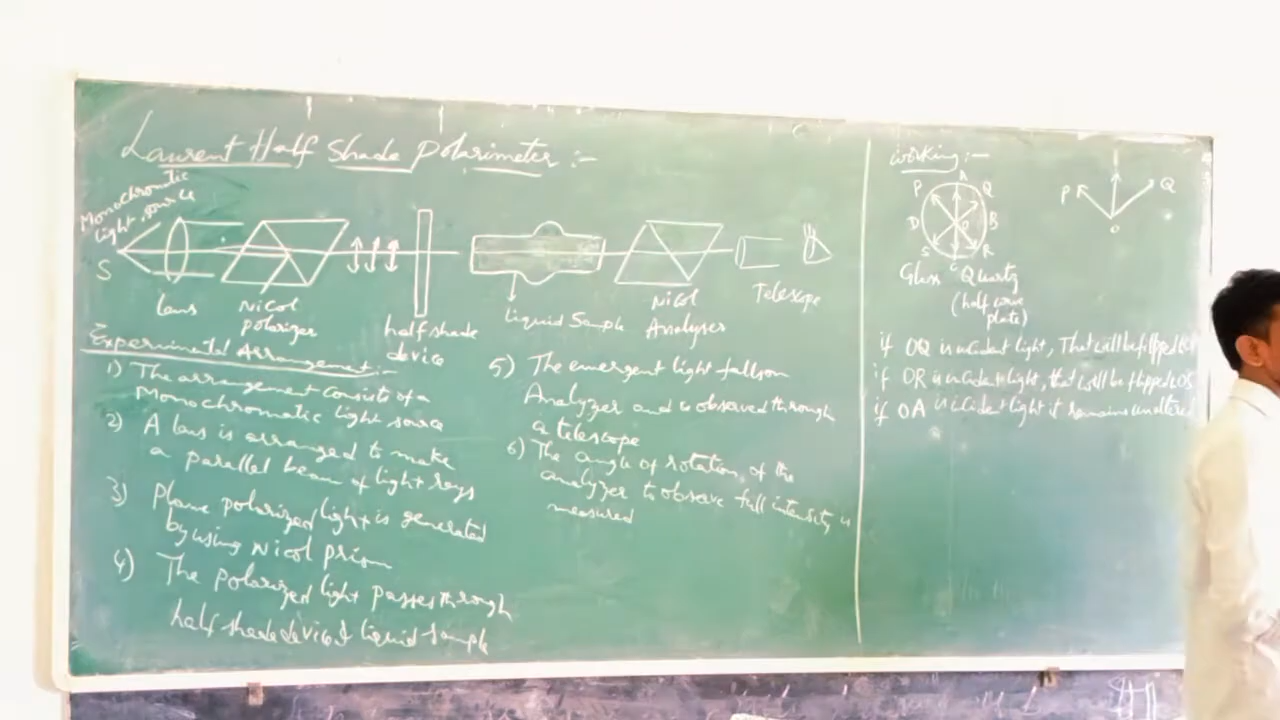 Laurent Half Shade Polarimeter :-
Monochromatic
light source
S
lens
Nicol
polarizer
half shade
device
liquid Sample
Nicol
Analyser
Telescope
Experimental Arrangement :-
1) The arrangement consists of a
Monochromatic light source
2) A lens is arranged to make
a parallel beam of light rays
3) Plane polarized light is generated
by using Nicol prism
4) The polarized light passes through
half shade device & liquid sample
5) The emergent light falls on
Analyzer and is observed through
a telescope
6) The angle of rotation of the
analyzer to observe full intensity is
measured
Working :-
A
P Q
D B
S R
C
Glass Quartz
(half wave
plate)
P Q
O
if OQ is incident light, That will be flipped
if OR is incident light, that will be flipped OS
if OA is incident light it remains unaltered